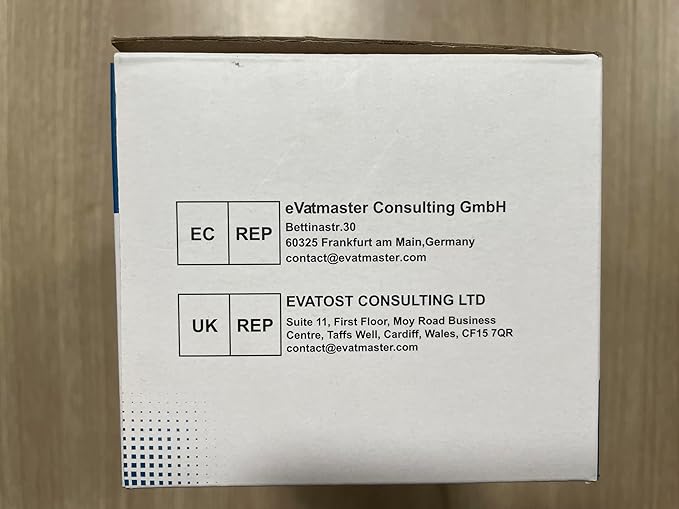 EC REP
eVatmaster Consulting GmbH
Bettinastr.30
60325 Frankfurt am Main,Germany
contact@evatmaster.com
UK REP
EVATOST CONSULTING LTD
Suite 11, First Floor, Moy Road Business
Centre, Taffs Well, Cardiff, Wales, CF15 7QR
contact@evatmaster.com